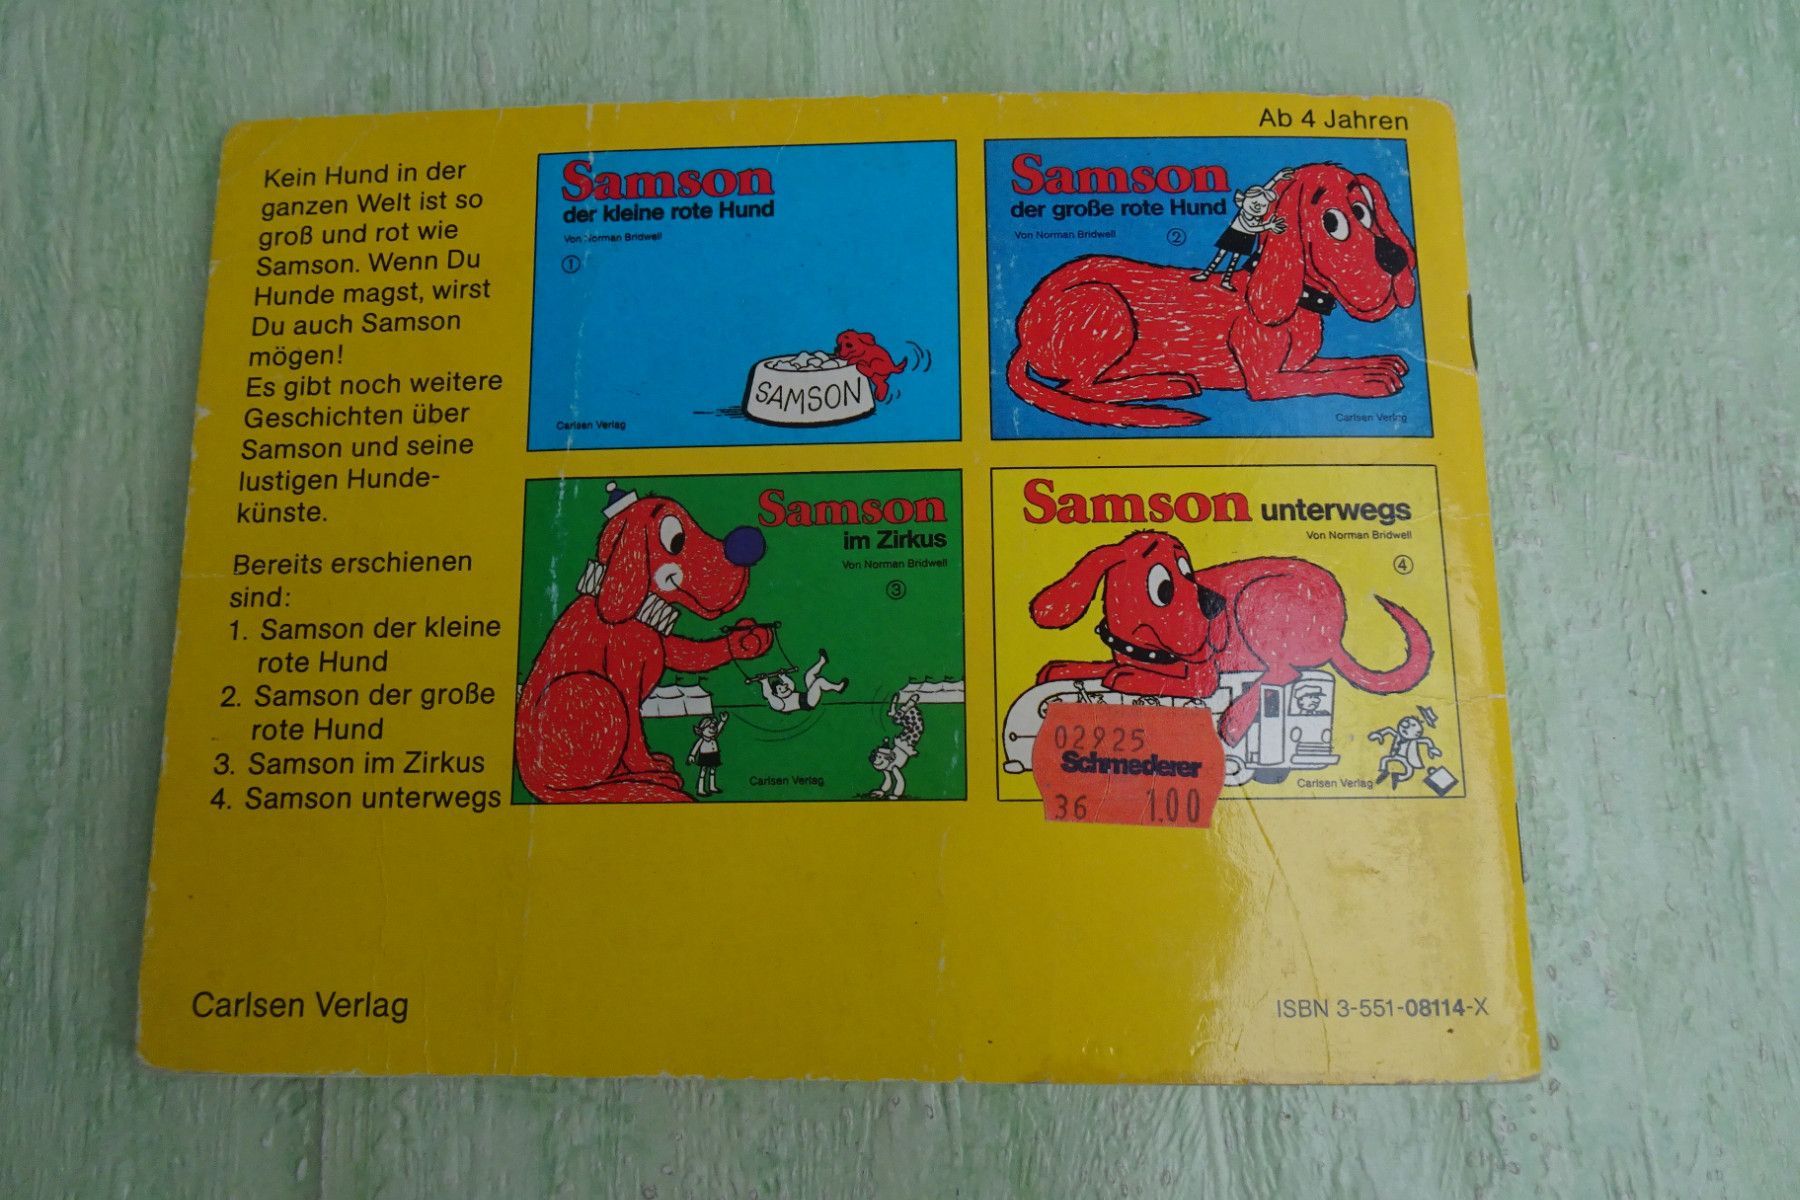 Ab 4 Jahren
Kein Hund in der
ganzen Welt ist so
groß und rot wie
Samson. Wenn Du
Hunde magst, wirst
Du auch Samson
mögen!
Es gibt noch weitere
Geschichten über
Samson und seine
lustigen Hunde-
künste.
Bereits erschienen
sind:
1. Samson der kleine
rote Hund
2. Samson der große
rote Hund
3. Samson im Zirkus
4. Samson unterwegs
Samson
der kleine rote Hund
Von Norman Bridwell
①
SAMSON
Carlsen Verlag
Samson
der große rote Hund
Von Norman Bridwell
②
Carlsen Verlag
Samson
im Zirkus
Von Norman Bridwell
③
Carlsen Verlag
Samson unterwegs
Von Norman Bridwell
④
Carlsen Verlag
02925
Schmederer
36 1.00
Carlsen Verlag
ISBN 3-551-08114-X